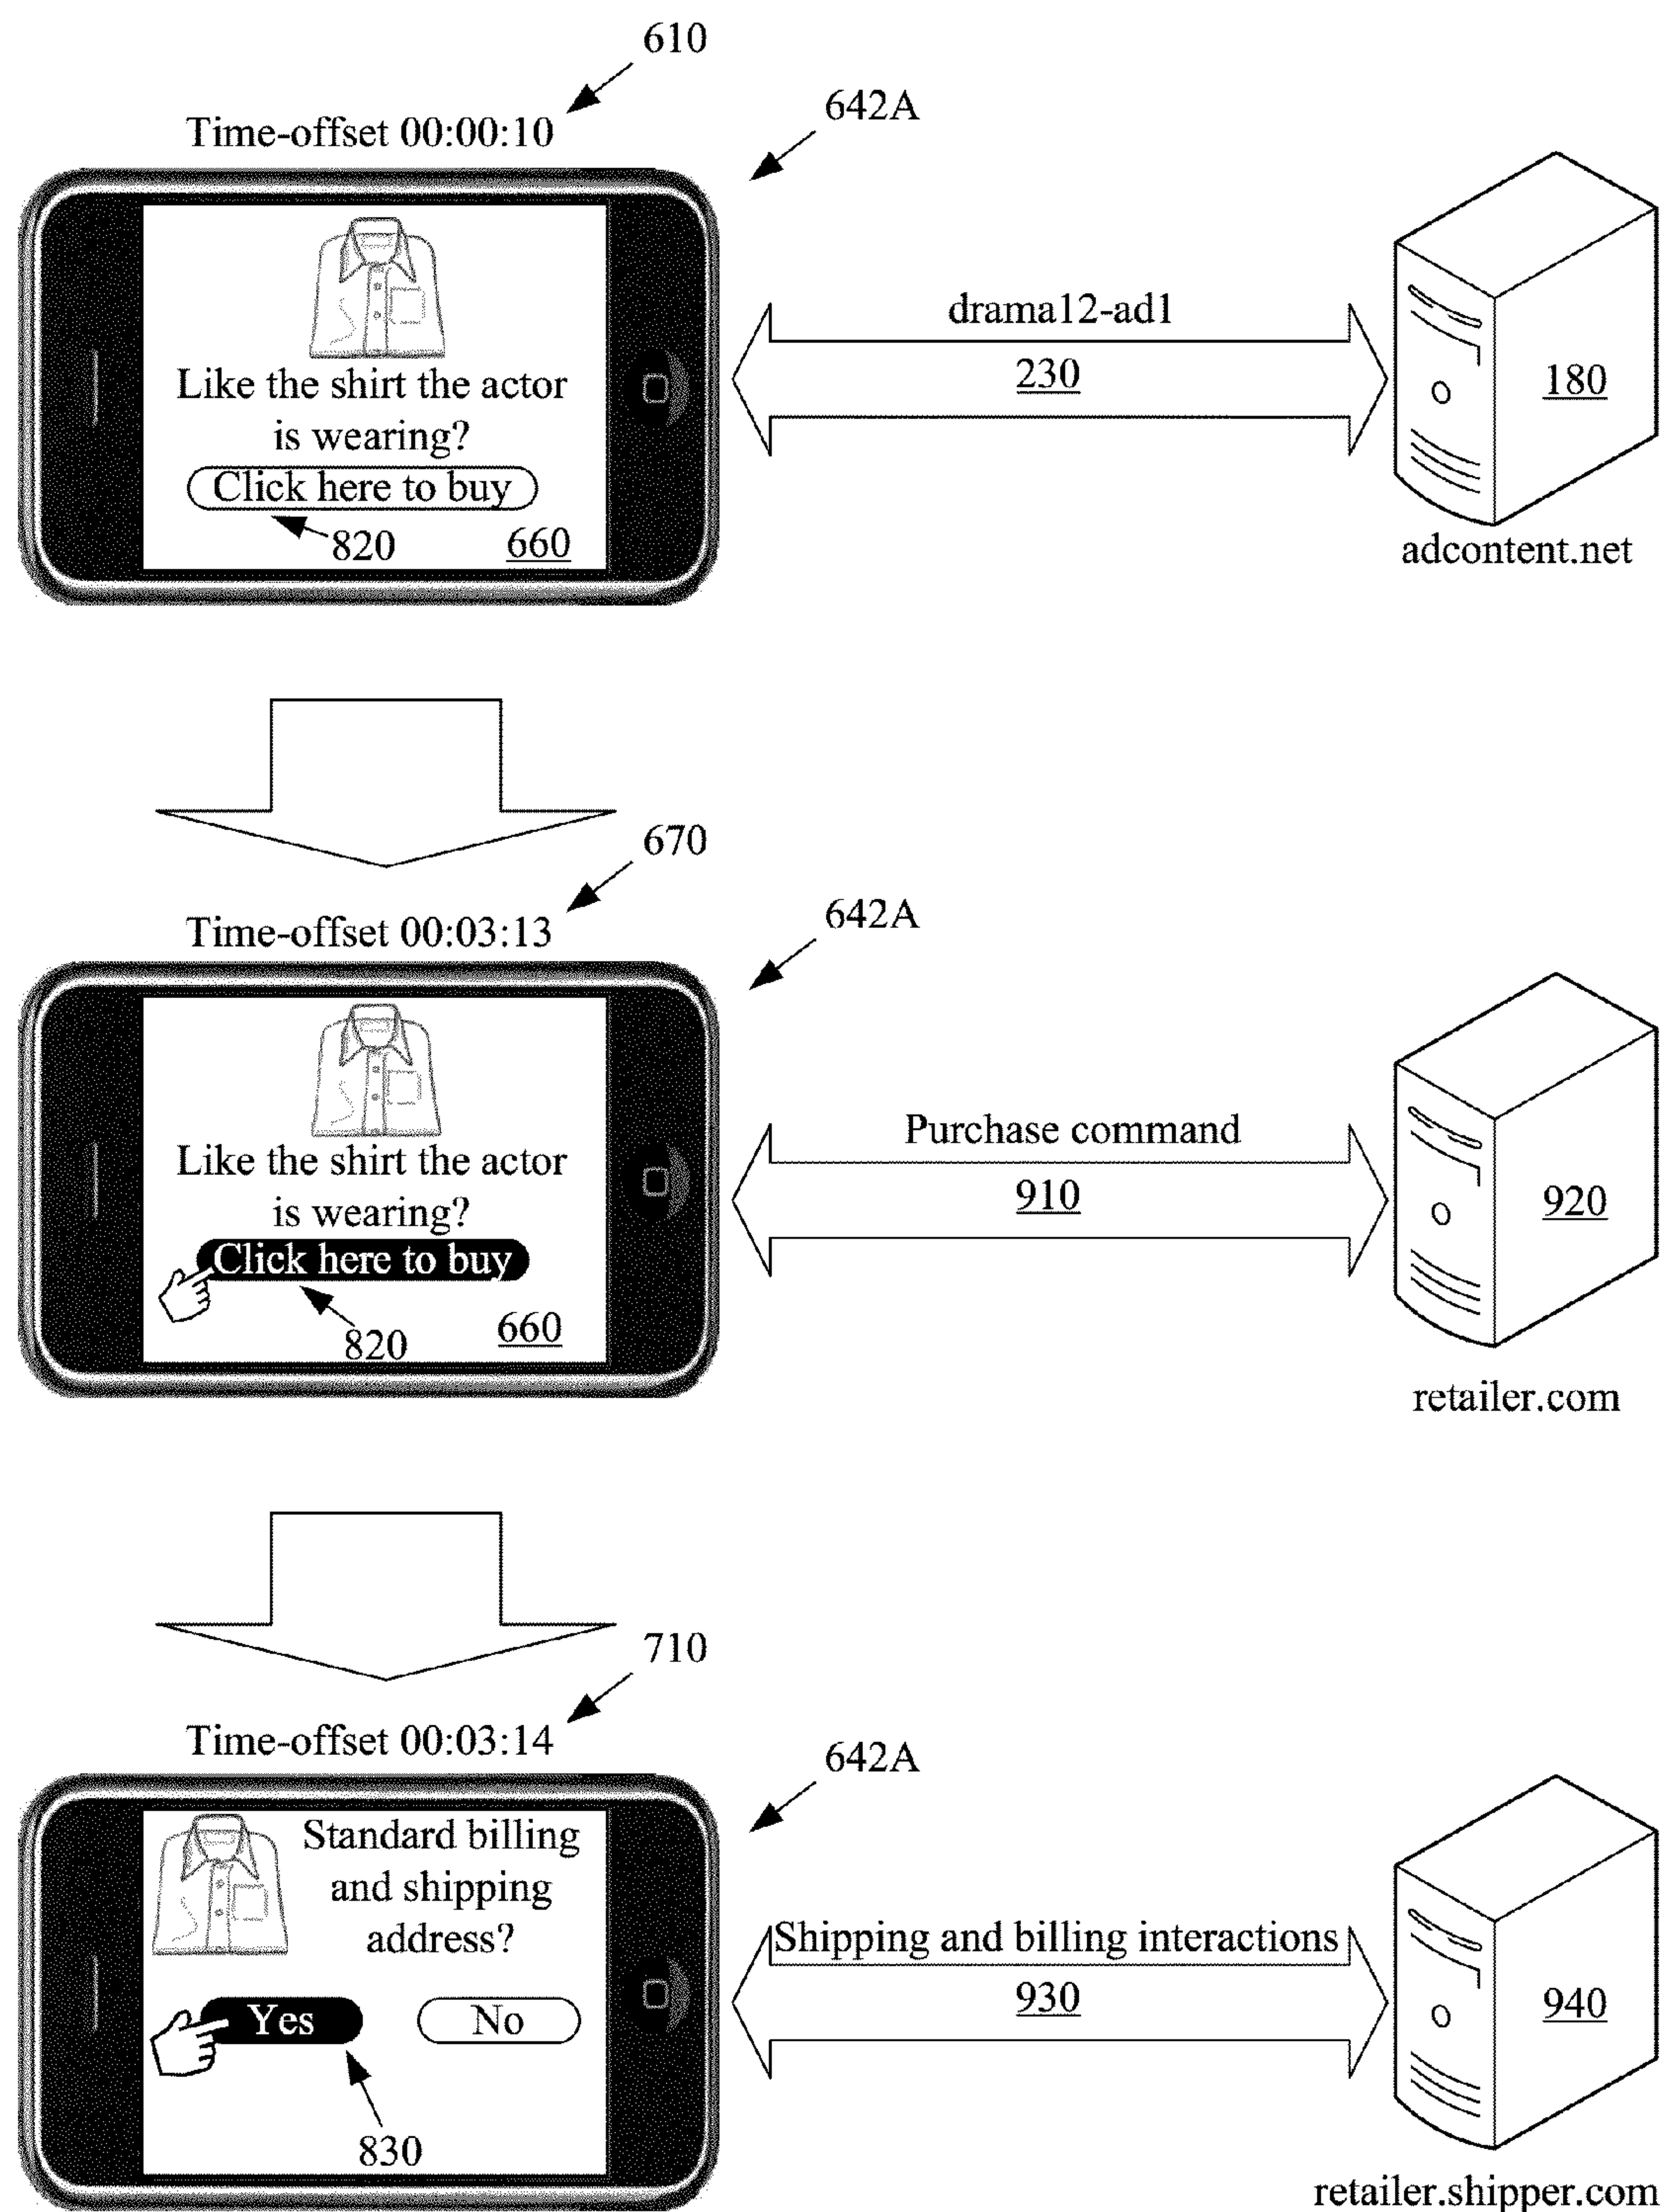 610
642A
Time-offset 00:00:10
Like the shirt the actor
is wearing?
Click here to buy
820
660
drama12-ad1
230
180
adcontent.net
670
642A
Time-offset 00:03:13
Like the shirt the actor
is wearing?
Click here to buy
820
660
Purchase command
910
920
retailer.com
710
642A
Time-offset 00:03:14
Standard billing
and shipping
address?
Yes
No
830
Shipping and billing interactions
930
940
retailer.shipper.com